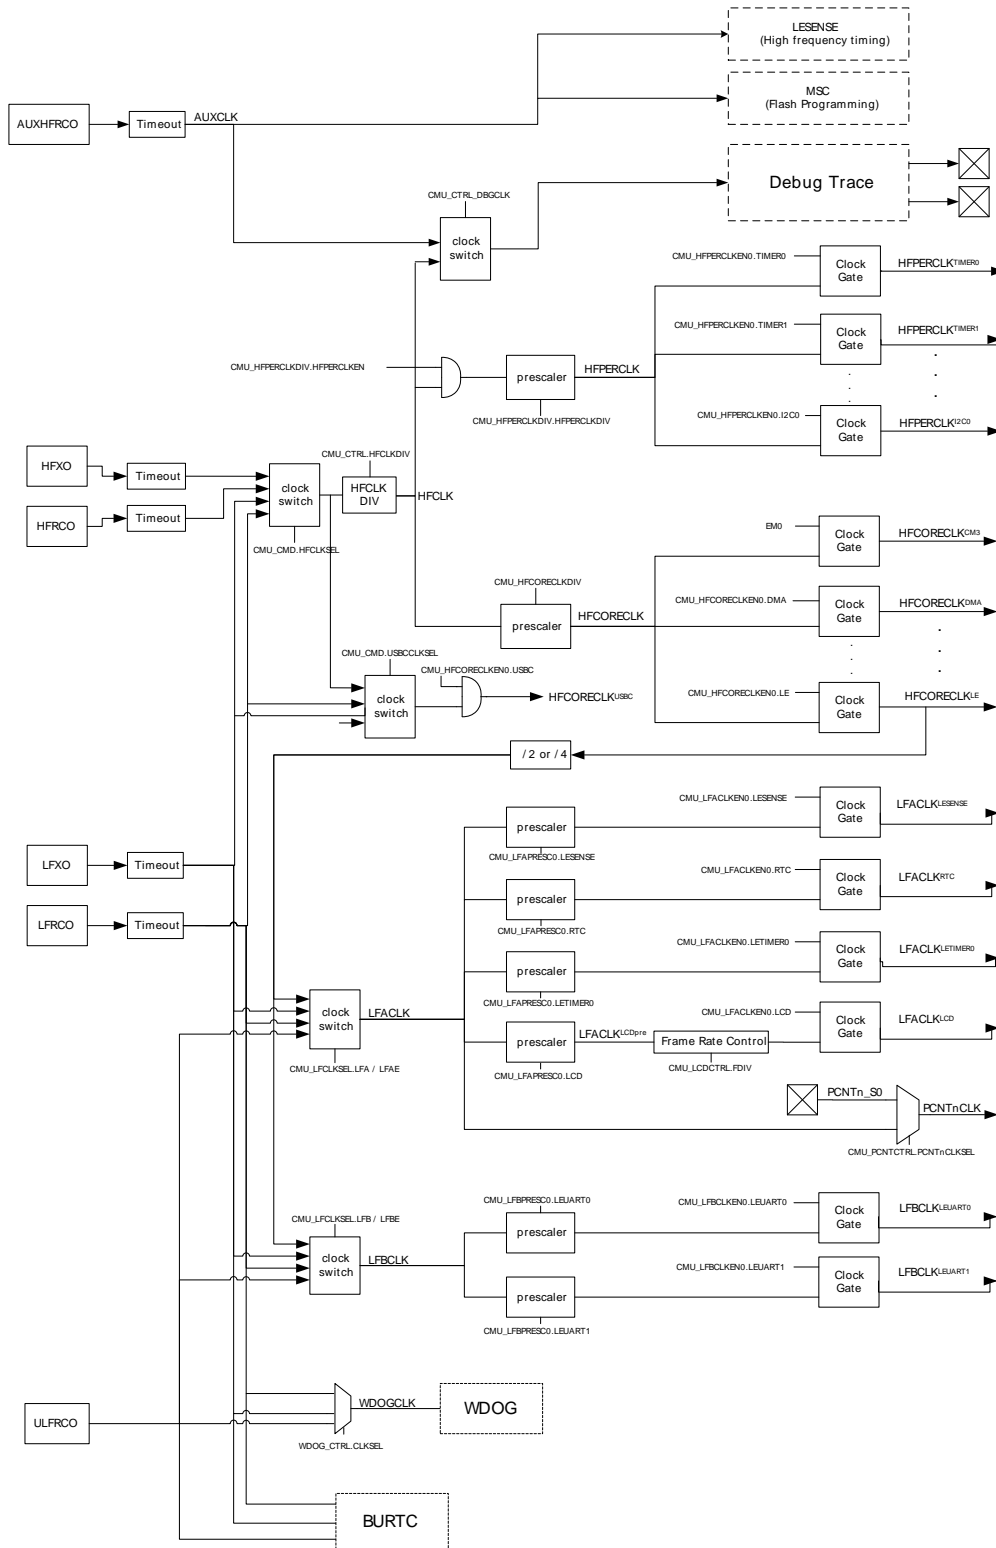 LESENSE
(High frequency timing)
MSC
(Flash Programming)
AUXHFRCO
Timeout
AUXCLK
Debug Trace
CMU_CTRL_DBGCLK
clock
switch
CMU_HFPERCLKEN0.TIMER0
Clock
Gate
HFPERCLKTIMER0
CMU_HFPERCLKEN0.TIMER1
Clock
Gate
HFPERCLKTIMER1
CMU_HFPERCLKDIV.HFPERCLKEN
prescaler
HFPERCLK
CMU_HFPERCLKDIV.HFPERCLKDIV
CMU_HFPERCLKEN0.I2C0
Clock
Gate
HFPERCLKI2C0
HFXO
Timeout
HFRCO
Timeout
clock
switch
CMU_CMD.HFCLKSEL
CMU_CTRL.HFCLKDIV
HFCLK
DIV
HFCLK
EM0
Clock
Gate
HFCORECLKCM3
CMU_HFCORECLKDIV
prescaler
HFCORECLK
CMU_HFCORECLKEN0.DMA
Clock
Gate
HFCORECLKDMA
CMU_CMD.USBCCLKSEL
CMU_HFCORECLKEN0.USBC
clock
switch
HFCORECLKUSBC
CMU_HFCORECLKEN0.LE
Clock
Gate
HFCORECLKLE
/ 2 or / 4
CMU_LFACLKEN0.LESENSE
Clock
Gate
LFACLKLESENSE
prescaler
CMU_LFAPRESC0.LESENSE
LFXO
Timeout
CMU_LFACLKEN0.RTC
Clock
Gate
LFACLKRTC
prescaler
CMU_LFAPRESC0.RTC
LFRCO
Timeout
CMU_LFACLKEN0.LETIMER0
Clock
Gate
LFACLKLETIMER0
prescaler
CMU_LFAPRESC0.LETIMER0
clock
switch
LFACLK
CMU_LFCLKSEL.LFA / LFAE
CMU_LFACLKEN0.LCD
Clock
Gate
LFACLKLCD
prescaler
CMU_LFAPRESC0.LCD
LFACLKLCDpre
Frame Rate Control
CMU_LCDCTRL.FDIV
PCNTn_S0
PCNTnCLK
CMU_PCNTCTRL.PCNTnCLKSEL
CMU_LFCLKSEL.LFB / LFBE
clock
switch
LFBCLK
CMU_LFBPRESC0.LEUART0
prescaler
CMU_LFBCLKEN0.LEUART0
Clock
Gate
LFBCLKLEUART0
prescaler
CMU_LFBPRESC0.LEUART1
CMU_LFBCLKEN0.LEUART1
Clock
Gate
LFBCLKLEUART1
ULFRCO
WDOGCLK
WDOG_CTRL.CLKSEL
WDOG
BURTC